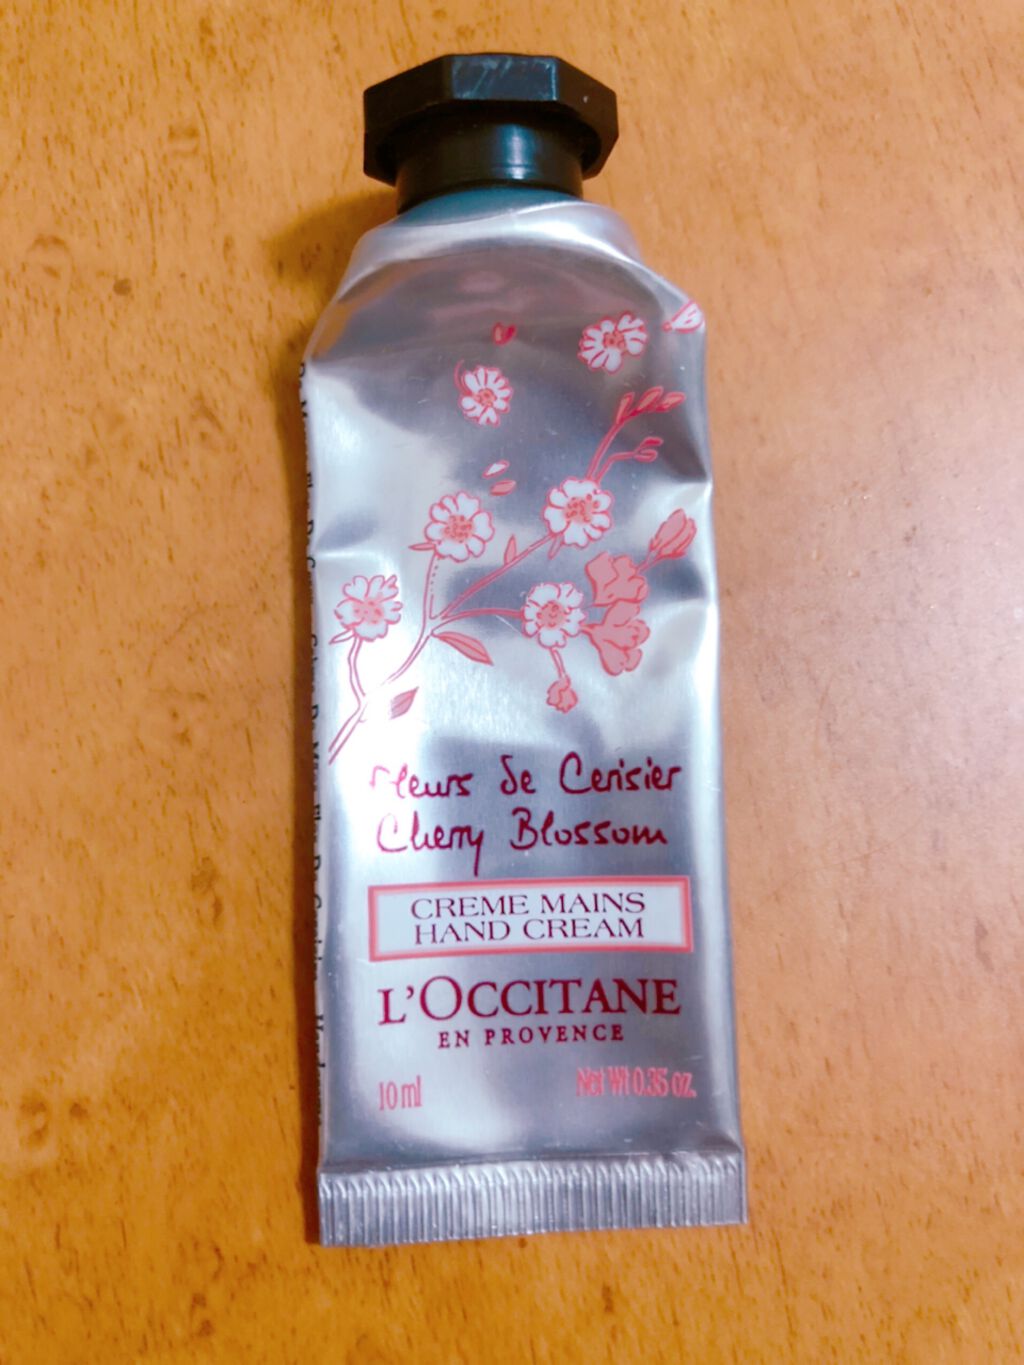 Fleurs de Cerisier
Cherry Blossom
CREME MAINS
HAND CREAM
L'OCCITANE
EN PROVENCE
10 ml
Net Wt 0.35 oz.